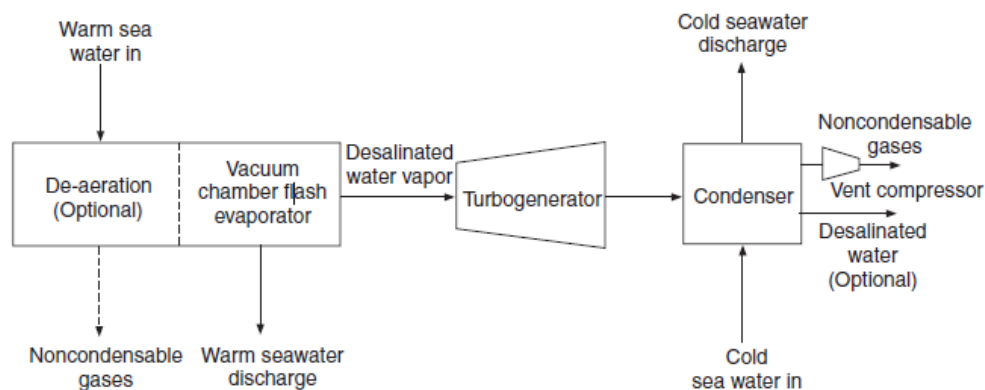 Warm sea
water in
Cold seawater
discharge
De-aeration
(Optional)
Vacuum
chamber flash
evaporator
Desalinated
water vapor
Turbogenerator
Condenser
Noncondensable
gases
Vent compressor
Desalinated
water
(Optional)
Noncondensable
gases
Warm seawater
discharge
Cold
sea water in